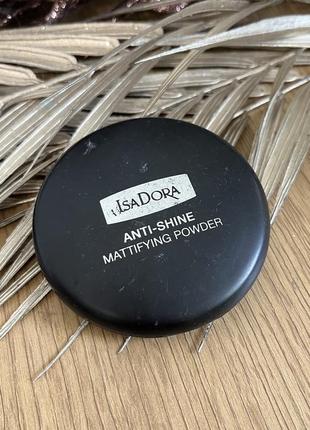 ISADORA
ANTI-SHINE
MATTIFYING POWDER